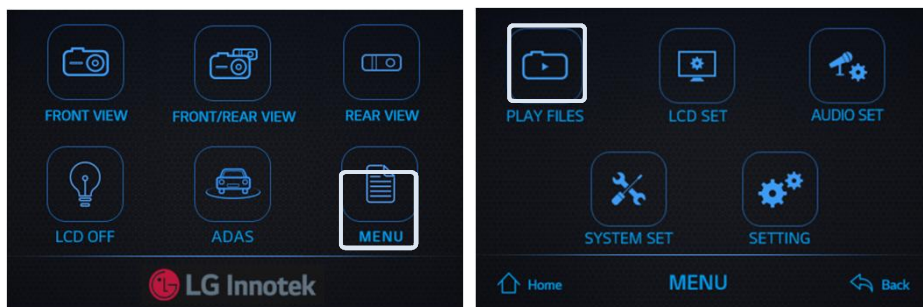 FRONT VIEW
FRONT/REAR VIEW
REAR VIEW
LCD OFF
ADAS
MENU
LG Innotek
PLAY FILES
LCD SET
AUDIO SET
SYSTEM SET
SETTING
Home
MENU
Back